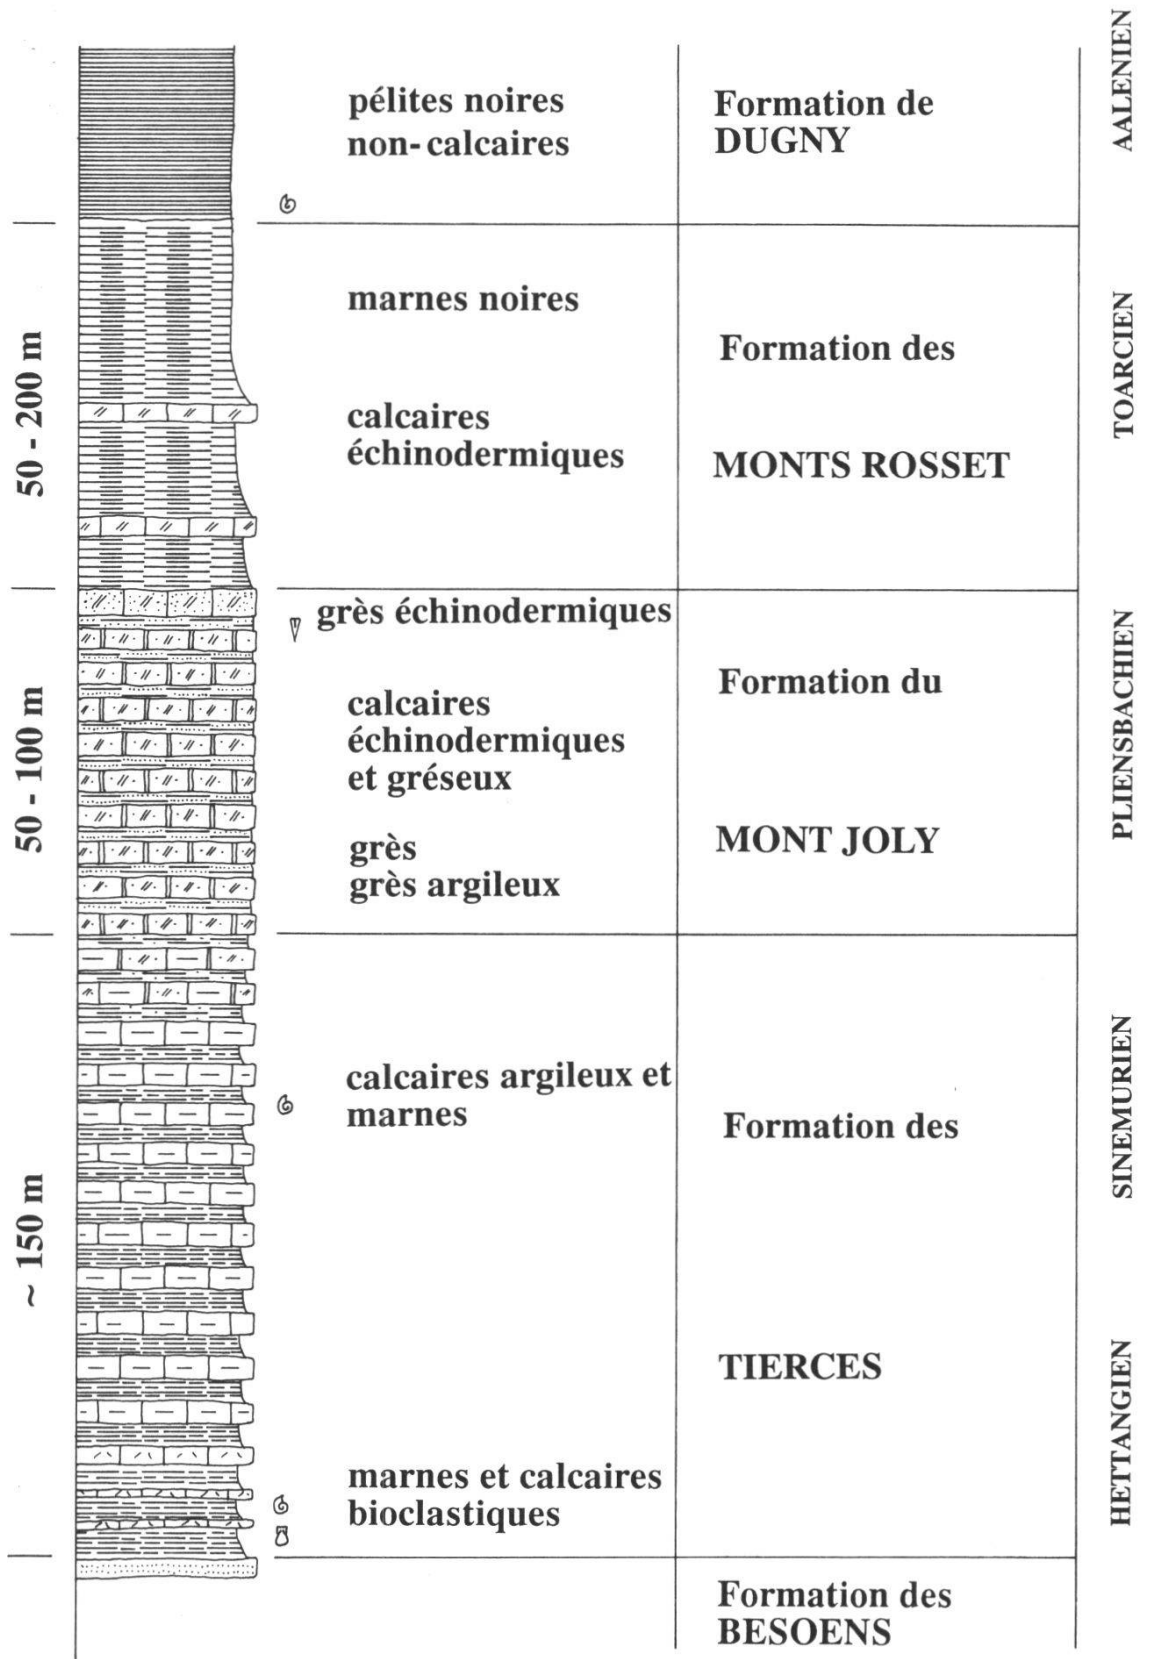 AALENIEN
pélites noires
non-calcaires
Formation de
DUGNY
50 - 200 m
marnes noires
calcaires
échinodermiques
Formation des
MONTS ROSSET
TOARCIEN
50 - 100 m
grès échinodermiques
calcaires
échinodermiques
et gréseux
grès
grès argileux
Formation du
MONT JOLY
PLIENSBACHIEN
~ 150 m
calcaires argileux et
marnes
marnes et calcaires
bioclastiques
Formation des
TIERCES
SINEMURIEN
HETTANGIEN
Formation des
BESOENS